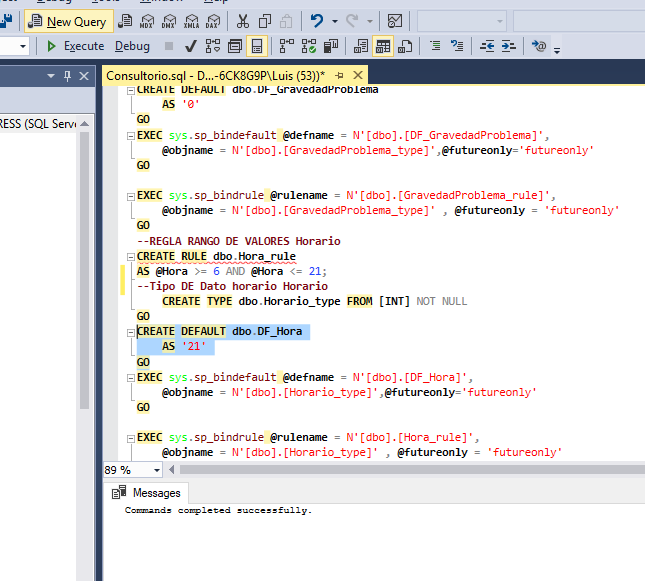 New Query MDX DMX XMLA DAX
Execute Debug
Consultorio.sql - D...-6CK8G9P\Luis (53))*
RESS (SQL Serve
CREATE DEFAULT dbo.DF_GravedadProblema
AS '0'
GO
EXEC sys.sp_bindefault @defname = N'[dbo].[DF_GravedadProblema]',
@objname = N'[dbo].[GravedadProblema_type]',@futureonly='futureonly'
GO
EXEC sys.sp_bindrule @rulename = N'[dbo].[GravedadProblema_rule]',
@objname = N'[dbo].[GravedadProblema_type]' , @futureonly = 'futureonly'
GO
--REGLA RANGO DE VALORES Horario
CREATE RULE dbo.Hora_rule
AS @Hora >= 6 AND @Hora <= 21;
--Tipo DE Dato horario Horario
CREATE TYPE dbo.Horario_type FROM [INT] NOT NULL
GO
CREATE DEFAULT dbo.DF_Hora
AS '21'
GO
EXEC sys.sp_bindefault @defname = N'[dbo].[DF_Hora]',
@objname = N'[dbo].[Horario_type]',@futureonly='futureonly'
GO
EXEC sys.sp_bindrule @rulename = N'[dbo].[Hora_rule]',
@objname = N'[dbo].[Horario_type]' , @futureonly = 'futureonly'
89 %
Messages
Commands completed successfully.